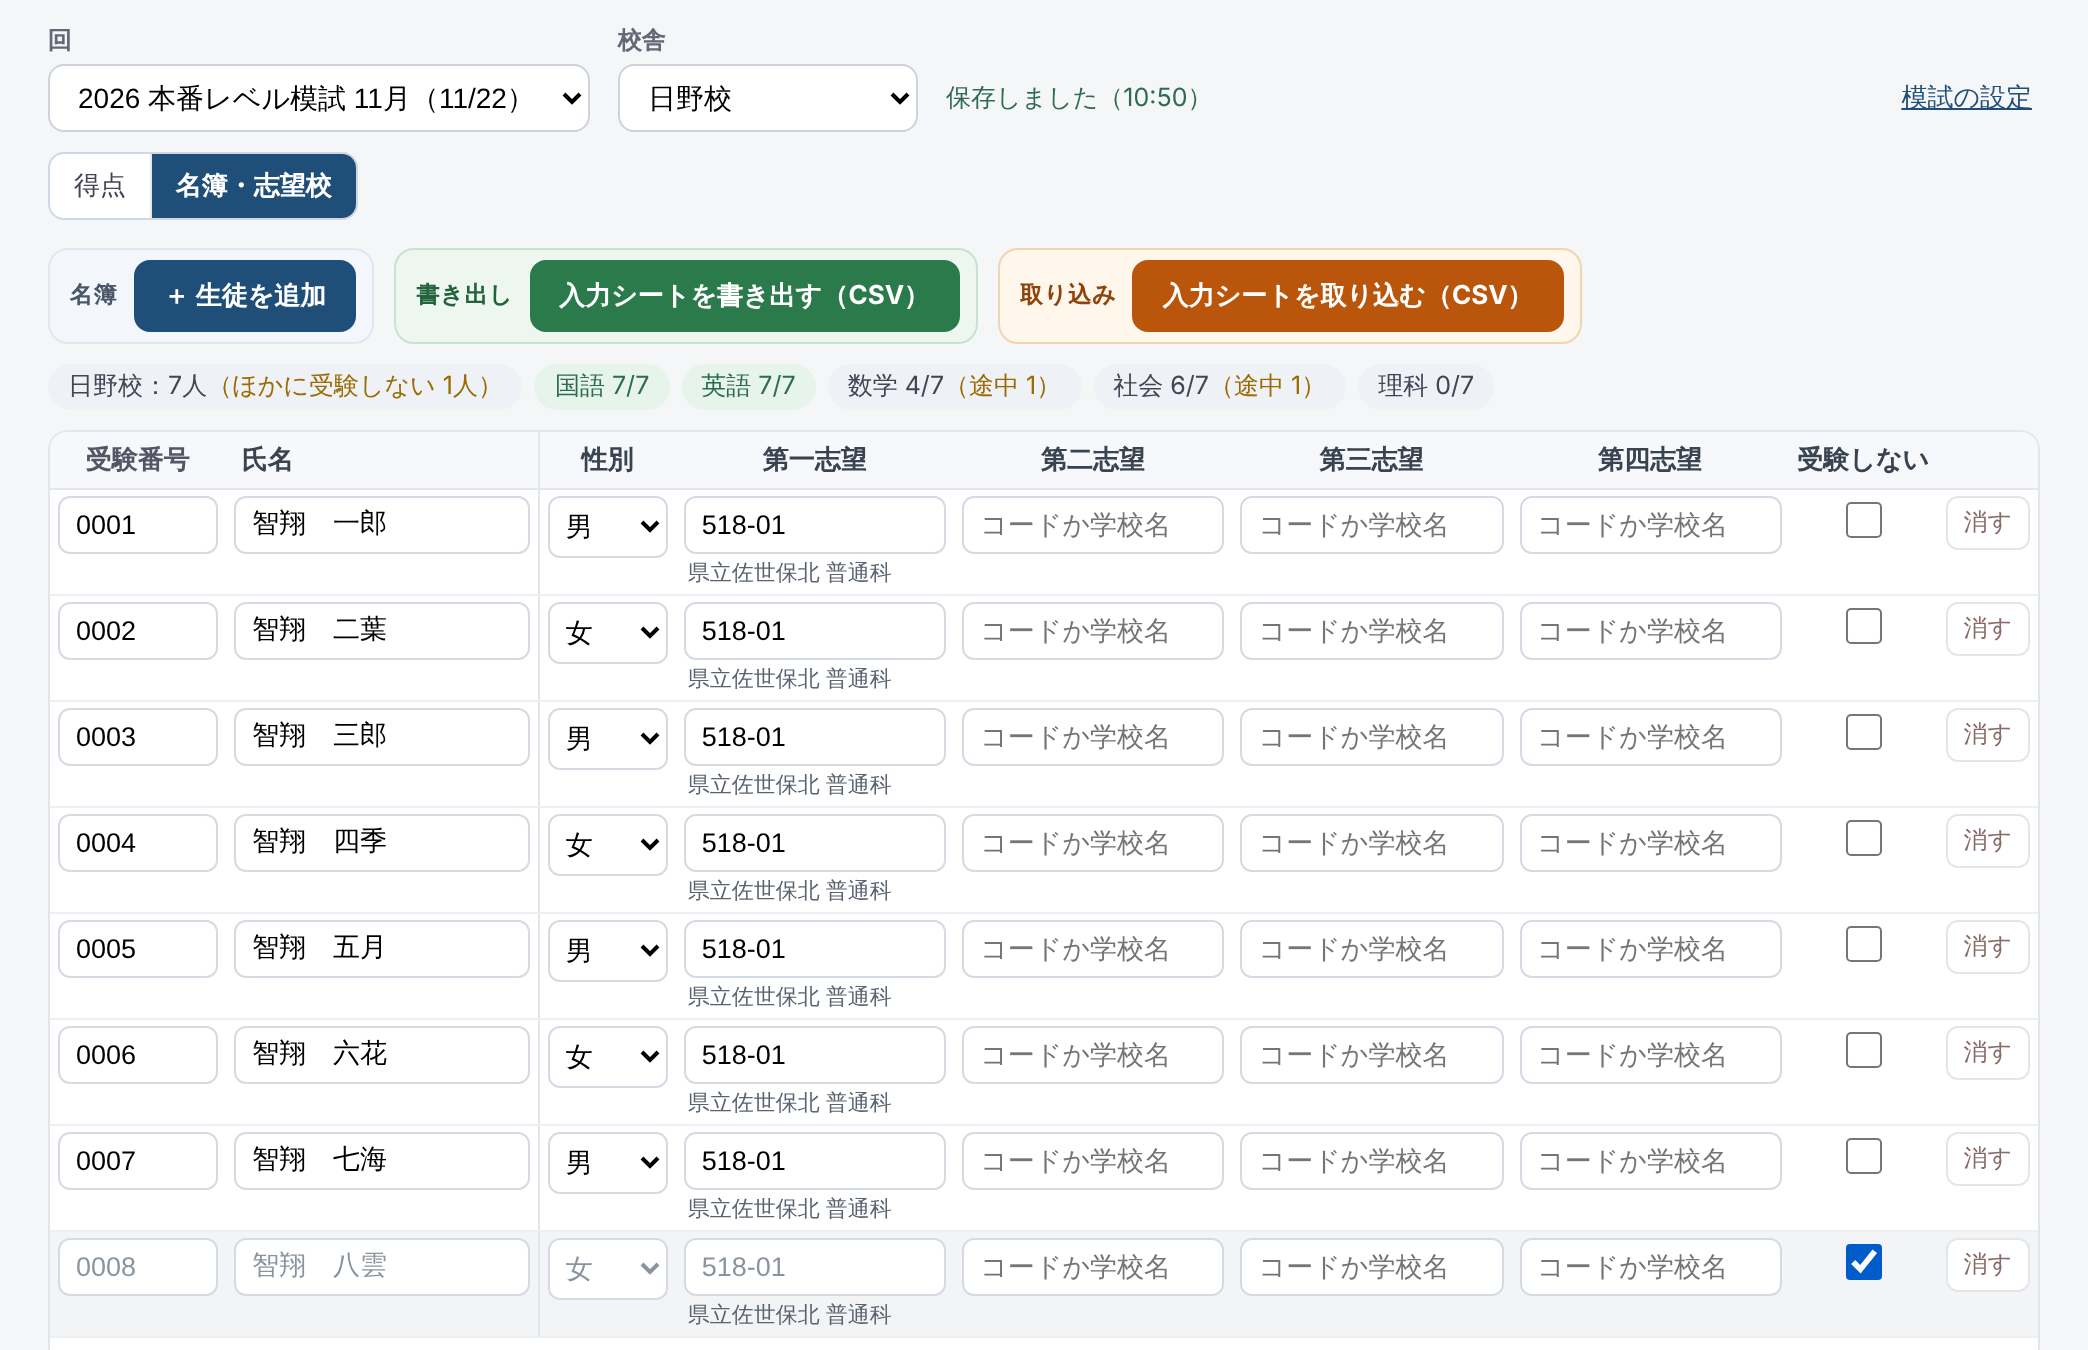 回 校舎
2026 本番レベル模試 11月（11/22） 日野校 保存しました（10:50） 模試の設定
得点 名簿・志望校
名簿 ＋ 生徒を追加 書き出し 入力シートを書き出す（CSV） 取り込み 入力シートを取り込む（CSV）
日野校：7人（ほかに受験しない 1人） 国語 7/7 英語 7/7 数学 4/7（途中 1） 社会 6/7（途中 1） 理科 0/7
受験番号 氏名 性別 第一志望 第二志望 第三志望 第四志望 受験しない
0001 智翔　一郎 男 518-01 コードか学校名 コードか学校名 コードか学校名 消す
県立佐世保北 普通科
0002 智翔　二葉 女 518-01 コードか学校名 コードか学校名 コードか学校名 消す
県立佐世保北 普通科
0003 智翔　三郎 男 518-01 コードか学校名 コードか学校名 コードか学校名 消す
県立佐世保北 普通科
0004 智翔　四季 女 518-01 コードか学校名 コードか学校名 コードか学校名 消す
県立佐世保北 普通科
0005 智翔　五月 男 518-01 コードか学校名 コードか学校名 コードか学校名 消す
県立佐世保北 普通科
0006 智翔　六花 女 518-01 コードか学校名 コードか学校名 コードか学校名 消す
県立佐世保北 普通科
0007 智翔　七海 男 518-01 コードか学校名 コードか学校名 コードか学校名 消す
県立佐世保北 普通科
0008 智翔　八雲 女 518-01 コードか学校名 コードか学校名 コードか学校名 消す
県立佐世保北 普通科